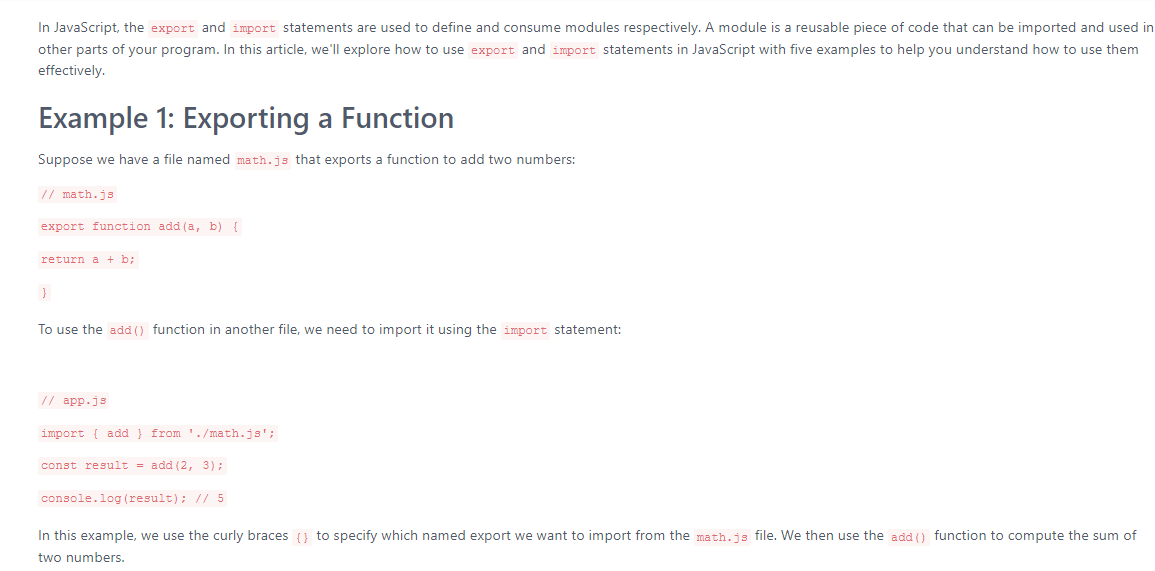 In JavaScript, the export and import statements are used to define and consume modules respectively. A module is a reusable piece of code that can be imported and used in
other parts of your program. In this article, we'll explore how to use export and import statements in JavaScript with five examples to help you understand how to use them
effectively.
Example 1: Exporting a Function
Suppose we have a file named math.js that exports a function to add two numbers:
// math.js
export function add(a, b) {
return a + b;
}
To use the add() function in another file, we need to import it using the import statement:
// app.js
import { add } from './math.js';
const result = add(2, 3);
console.log(result); // 5
In this example, we use the curly braces {} to specify which named export we want to import from the math.js file. We then use the add() function to compute the sum of
two numbers.